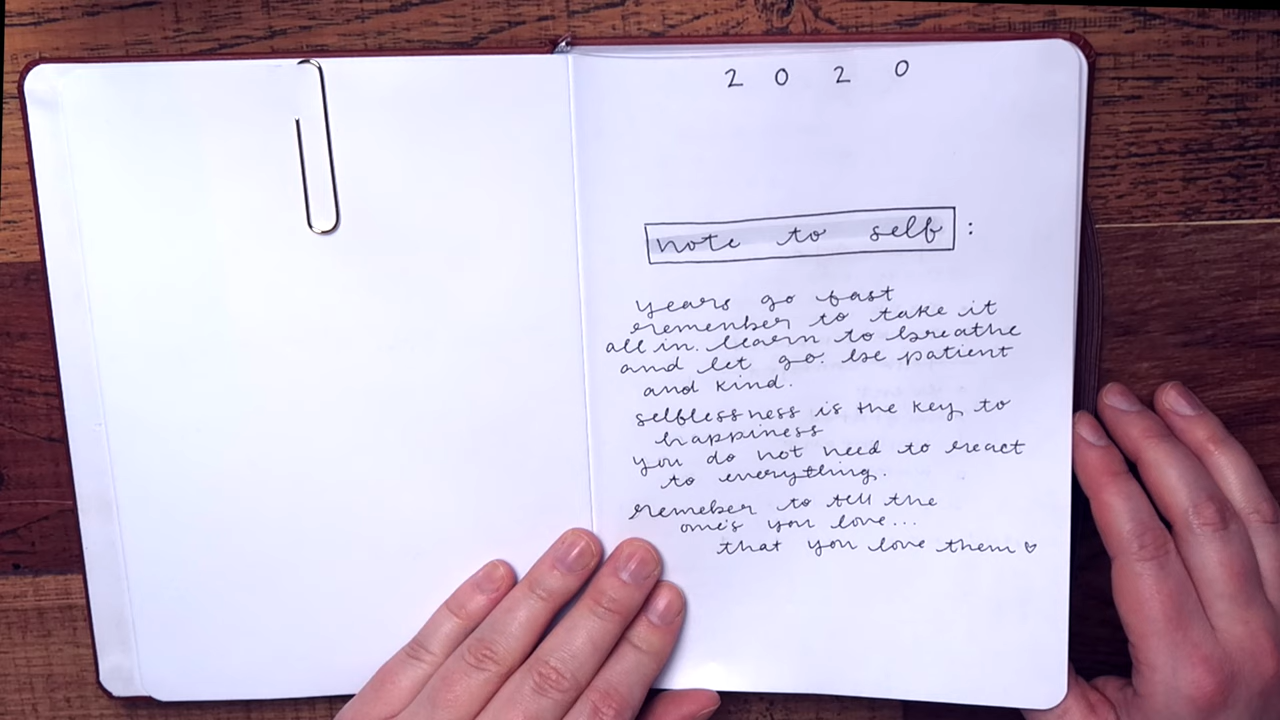 2 0 2 0
note to self :
years go fast
remember to take it
all in. learn to breathe
and let go. be patient
and kind.
selflessness is the key to
happiness
you do not need to react
to everything.
remeber to tell the
one's you love...
that you love them ♡